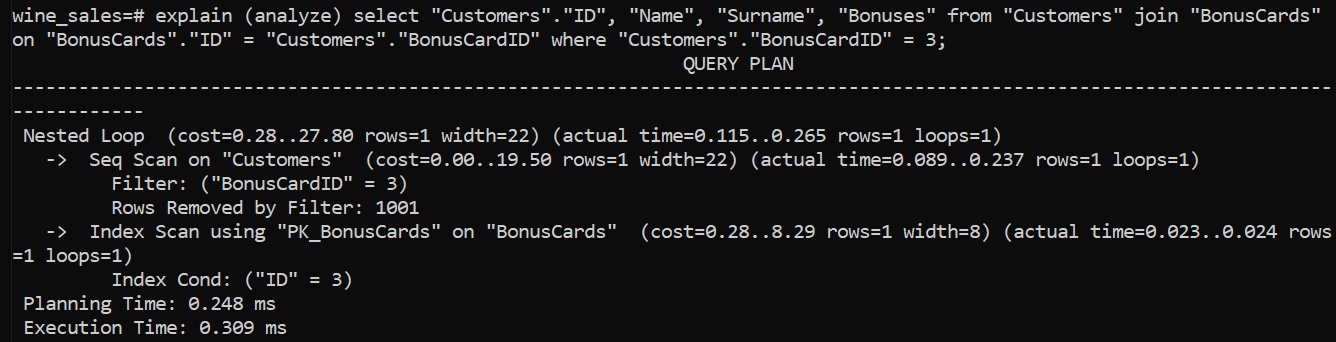 wine_sales=# explain (analyze) select "Customers"."ID", "Name", "Surname", "Bonuses" from "Customers" join "BonusCards"
on "BonusCards"."ID" = "Customers"."BonusCardID" where "Customers"."BonusCardID" = 3;
QUERY PLAN
------------------------------------------------------------------------------------------------------------------------
------------
Nested Loop  (cost=0.28..27.80 rows=1 width=22) (actual time=0.115..0.265 rows=1 loops=1)
  ->  Seq Scan on "Customers"  (cost=0.00..19.50 rows=1 width=22) (actual time=0.089..0.237 rows=1 loops=1)
        Filter: ("BonusCardID" = 3)
        Rows Removed by Filter: 1001
  ->  Index Scan using "PK_BonusCards" on "BonusCards"  (cost=0.28..8.29 rows=1 width=8) (actual time=0.023..0.024 rows
=1 loops=1)
        Index Cond: ("ID" = 3)
Planning Time: 0.248 ms
Execution Time: 0.309 ms